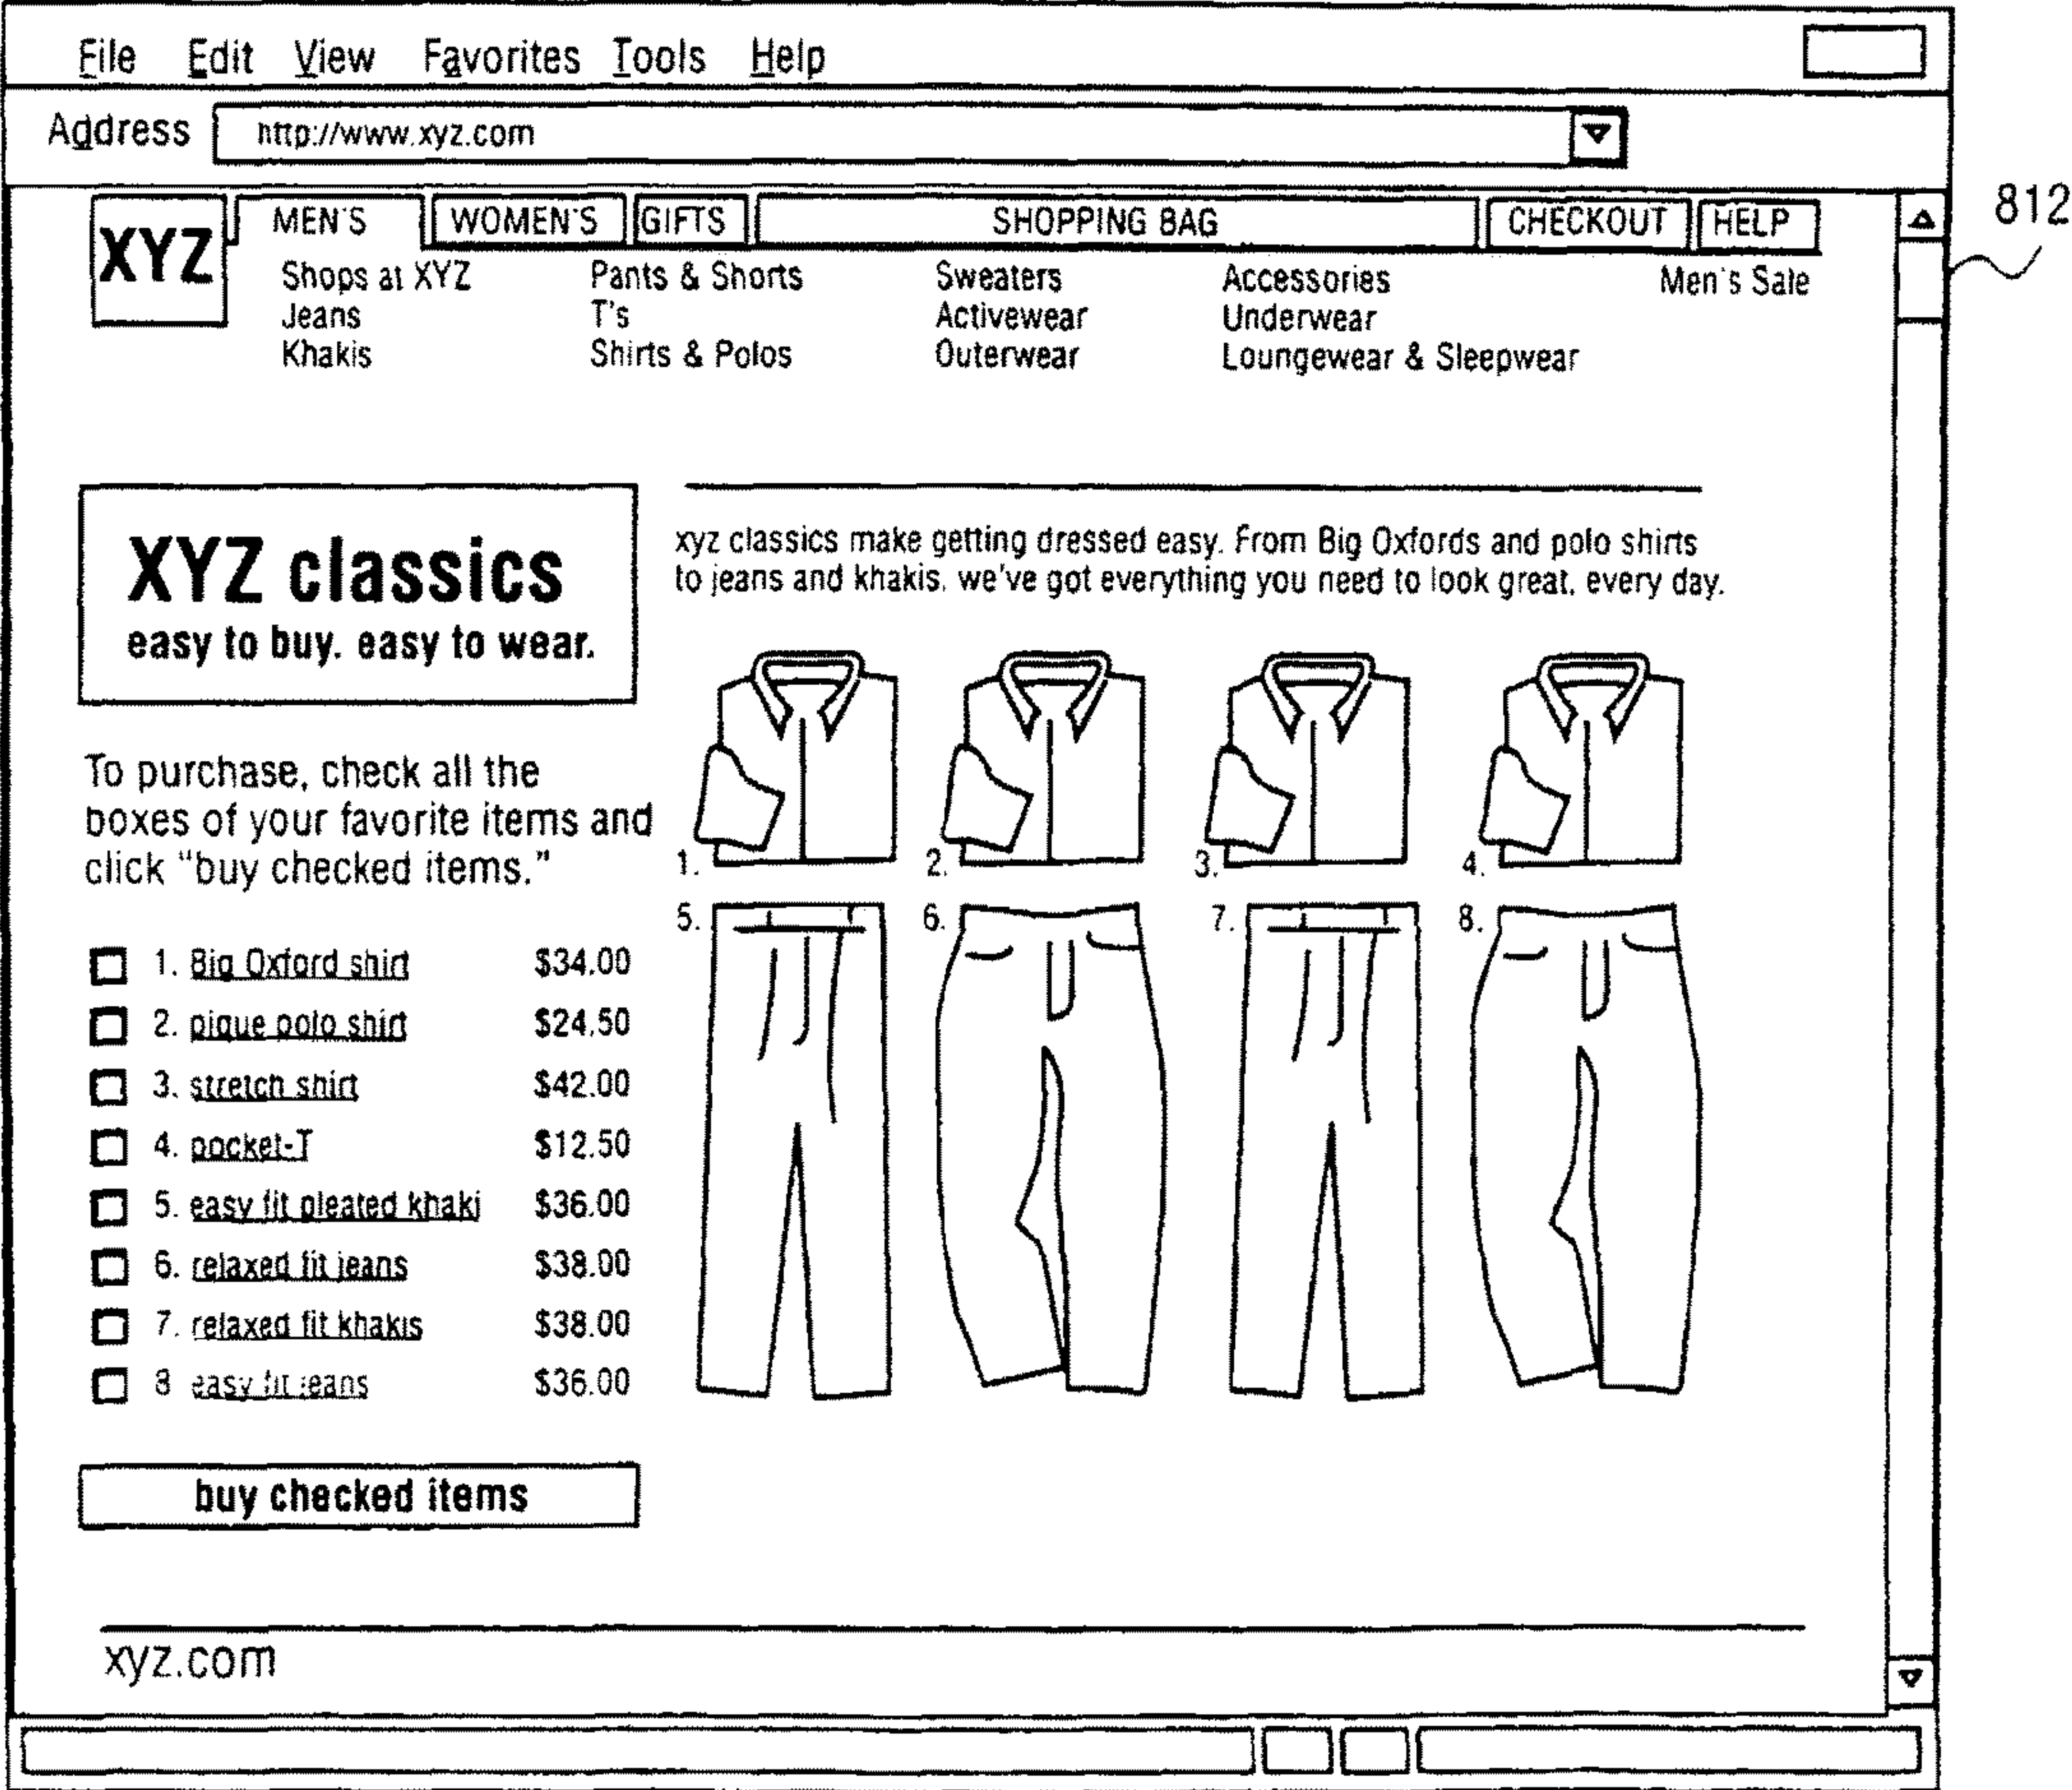 File Edit View Favorites Tools Help
Address http://www.xyz.com
812
XYZ MEN'S WOMEN'S GIFTS SHOPPING BAG CHECKOUT HELP
Shops at XYZ Pants & Shorts Sweaters Accessories Men's Sale
Jeans T's Activewear Underwear
Khakis Shirts & Polos Outerwear Loungewear & Sleepwear
XYZ classics
easy to buy. easy to wear.
xyz classics make getting dressed easy. From Big Oxfords and polo shirts
to jeans and khakis, we've got everything you need to look great, every day.
To purchase, check all the
boxes of your favorite items and
click "buy checked items."
1. 2. 3. 4.
5. 6. 7. 8.
1. Big Oxford shirt $34.00
2. pique polo shirt $24.50
3. stretch shirt $42.00
4. pocket-T $12.50
5. easy fit pleated khaki $36.00
6. relaxed fit jeans $38.00
7. relaxed fit khakis $38.00
8 easy fit jeans $36.00
buy checked items
xyz.com